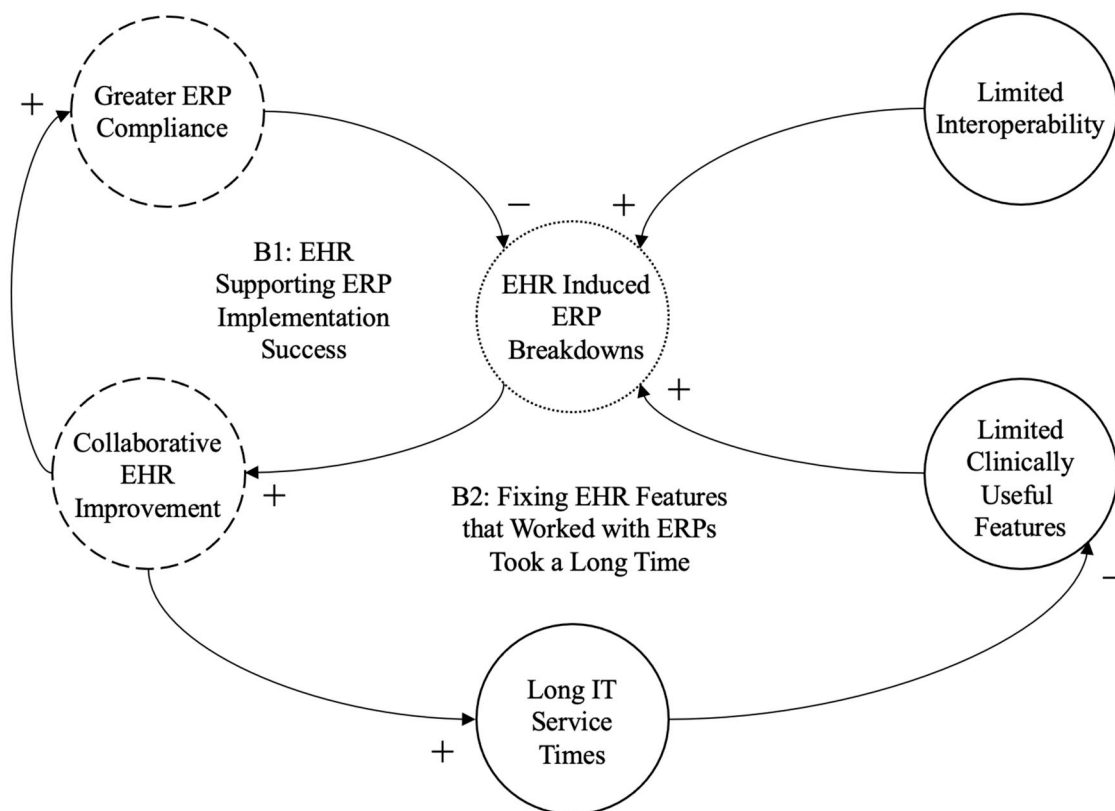 Greater ERP
Compliance
+
Limited
Interoperability
−
+
B1: EHR
Supporting ERP
Implementation
Success
EHR Induced
ERP
Breakdowns
+
Collaborative
EHR
Improvement
+
Limited
Clinically
Useful
Features
B2: Fixing EHR Features
that Worked with ERPs
Took a Long Time
−
Long IT
Service
Times
+